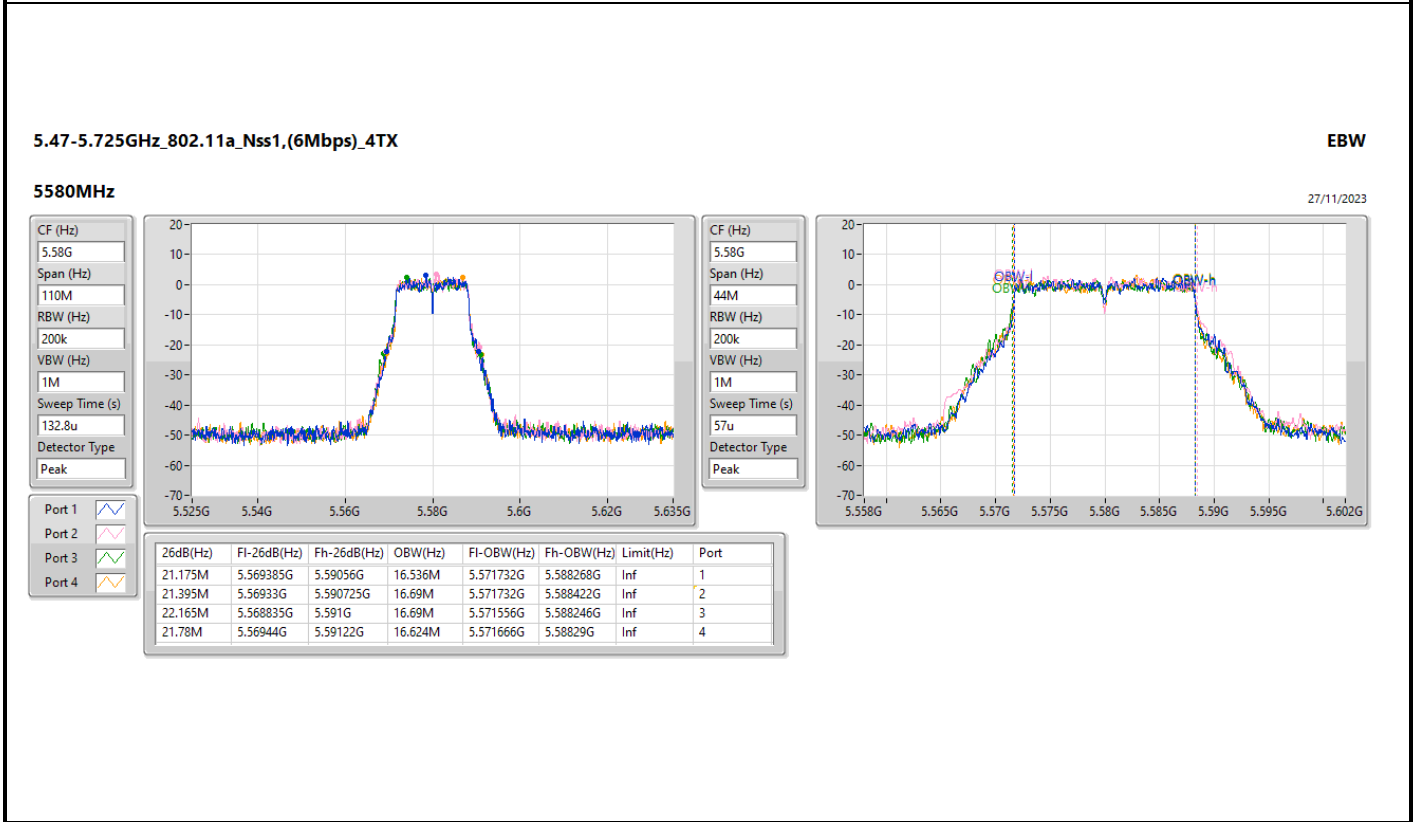 5.47-5.725GHz_802.11a_Nss1,(6Mbps)_4TX
EBW
5580MHz
27/11/2023
CF (Hz)
5.58G
Span (Hz)
110M
RBW (Hz)
200k
VBW (Hz)
1M
Sweep Time (s)
132.8u
Detector Type
Peak
Port 1
Port 2
Port 3
Port 4
20
10
0
-10
-20
-30
-40
-50
-60
-70
5.525G 5.54G 5.56G 5.58G 5.6G 5.62G 5.635G
CF (Hz)
5.58G
Span (Hz)
44M
RBW (Hz)
200k
VBW (Hz)
1M
Sweep Time (s)
57u
Detector Type
Peak
20
10
0
-10
-20
-30
-40
-50
-60
-70
OBW-l
OBW-h
5.558G 5.565G 5.57G 5.575G 5.58G 5.585G 5.59G 5.595G 5.602G
26dB(Hz) Fl-26dB(Hz) Fh-26dB(Hz) OBW(Hz) Fl-OBW(Hz) Fh-OBW(Hz) Limit(Hz) Port
21.175M 5.569385G 5.59056G 16.536M 5.571732G 5.588268G Inf 1
21.395M 5.56933G 5.590725G 16.69M 5.571732G 5.588422G Inf 2
22.165M 5.568835G 5.591G 16.69M 5.571556G 5.588246G Inf 3
21.78M 5.56944G 5.59122G 16.624M 5.571666G 5.58829G Inf 4